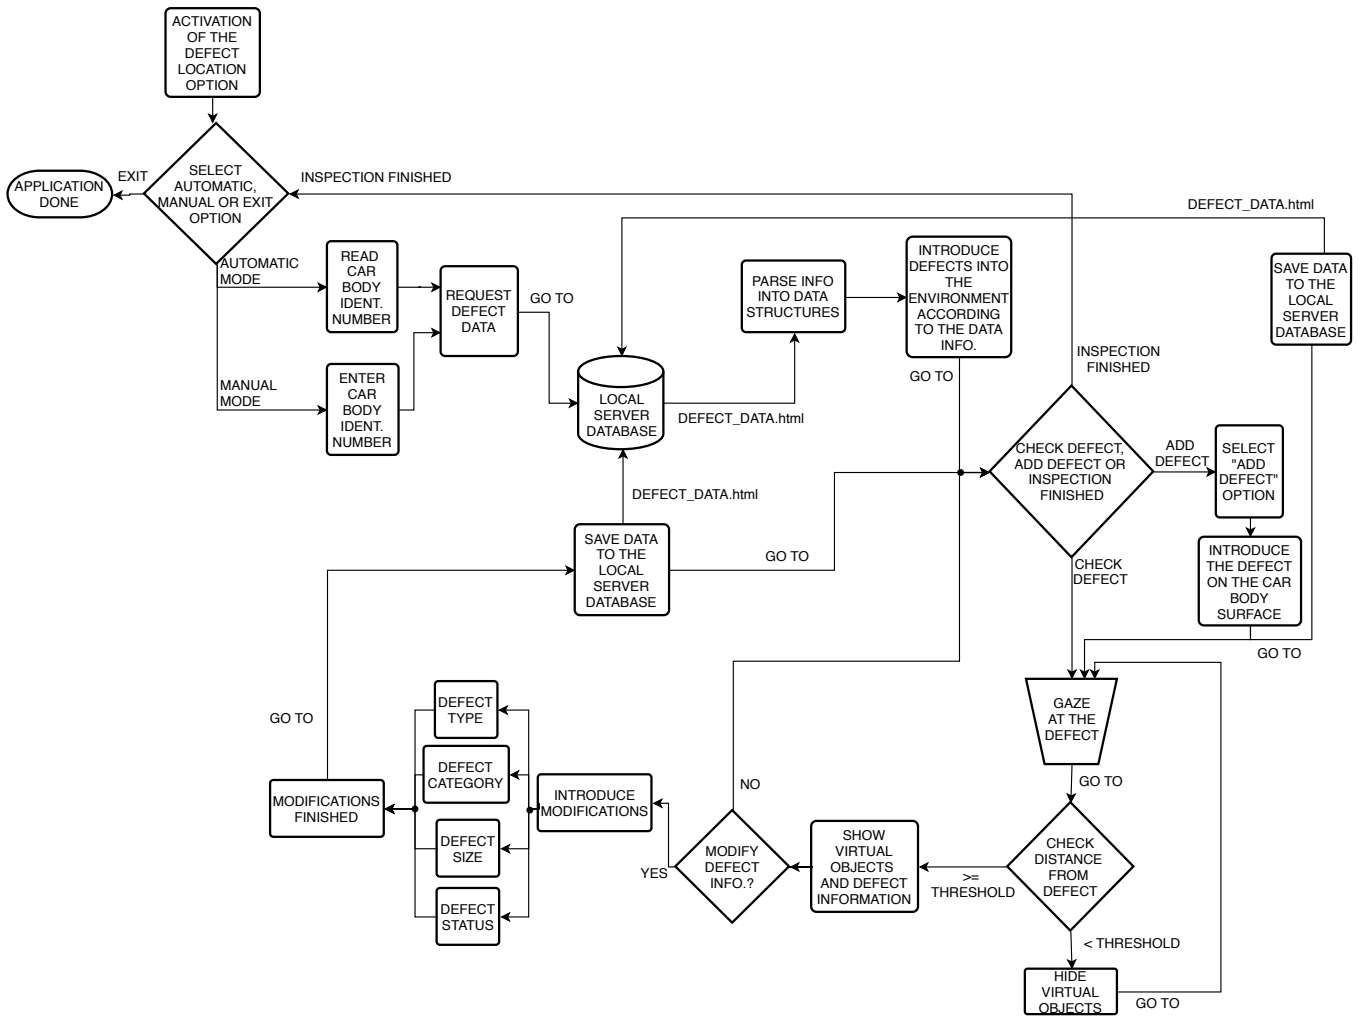 ACTIVATION
OF THE
DEFECT
LOCATION
OPTION
SELECT
AUTOMATIC,
MANUAL OR EXIT
OPTION
EXIT
APPLICATION
DONE
INSPECTION FINISHED
AUTOMATIC
MODE
READ
CAR
BODY
IDENT.
NUMBER
MANUAL
MODE
ENTER
CAR
BODY
IDENT.
NUMBER
REQUEST
DEFECT
DATA
GO TO
LOCAL
SERVER
DATABASE
DEFECT_DATA.html
PARSE INFO
INTO DATA
STRUCTURES
INTRODUCE
DEFECTS INTO
THE
ENVIRONMENT
ACCORDING
TO THE DATA
INFO.
GO TO
DEFECT_DATA.html
SAVE DATA
TO THE
LOCAL
SERVER
DATABASE
INSPECTION
FINISHED
CHECK DEFECT,
ADD DEFECT OR
INSPECTION
FINISHED
ADD
DEFECT
SELECT
"ADD
DEFECT"
OPTION
INTRODUCE
THE DEFECT
ON THE CAR
BODY
SURFACE
GO TO
CHECK
DEFECT
DEFECT_DATA.html
SAVE DATA
TO THE
LOCAL
SERVER
DATABASE
GO TO
GAZE
AT THE
DEFECT
GO TO
CHECK
DISTANCE
FROM
DEFECT
>=
THRESHOLD
< THRESHOLD
HIDE
VIRTUAL
OBJECTS
GO TO
SHOW
VIRTUAL
OBJECTS
AND DEFECT
INFORMATION
MODIFY
DEFECT
INFO.?
NO
YES
INTRODUCE
MODIFICATIONS
DEFECT
TYPE
DEFECT
CATEGORY
DEFECT
SIZE
DEFECT
STATUS
MODIFICATIONS
FINISHED
GO TO